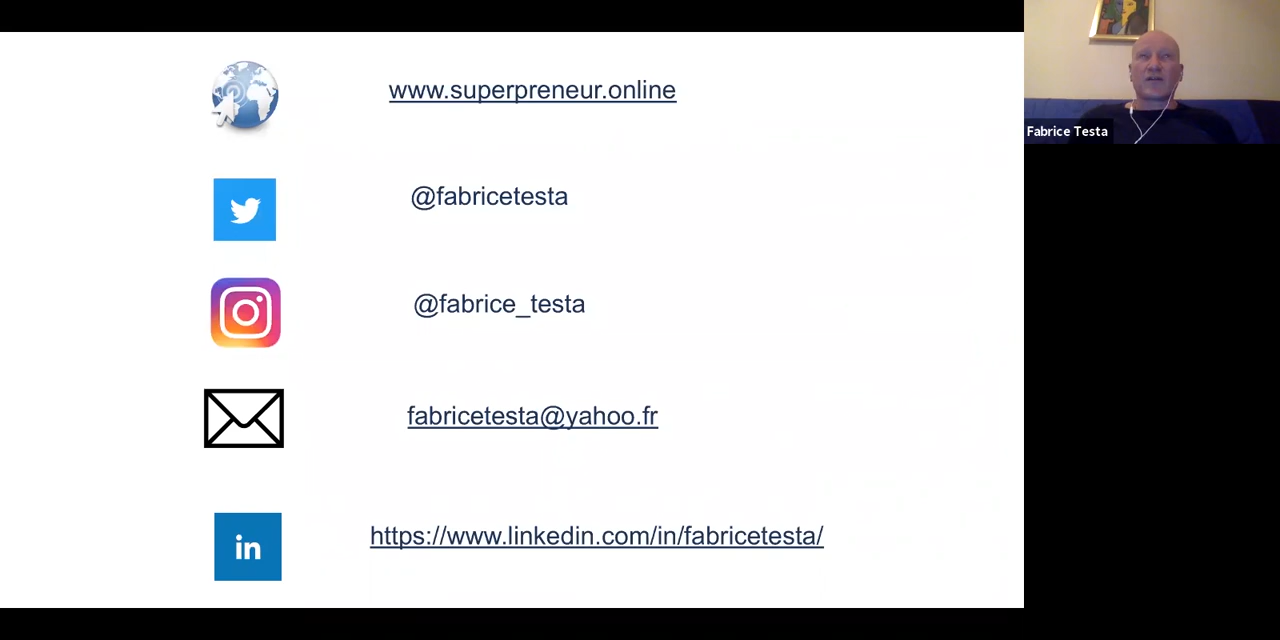 www.superpreneur.online
Fabrice Testa
@fabricetesta
@fabrice_testa
fabricetesta@yahoo.fr
in
https://www.linkedin.com/in/fabricetesta/